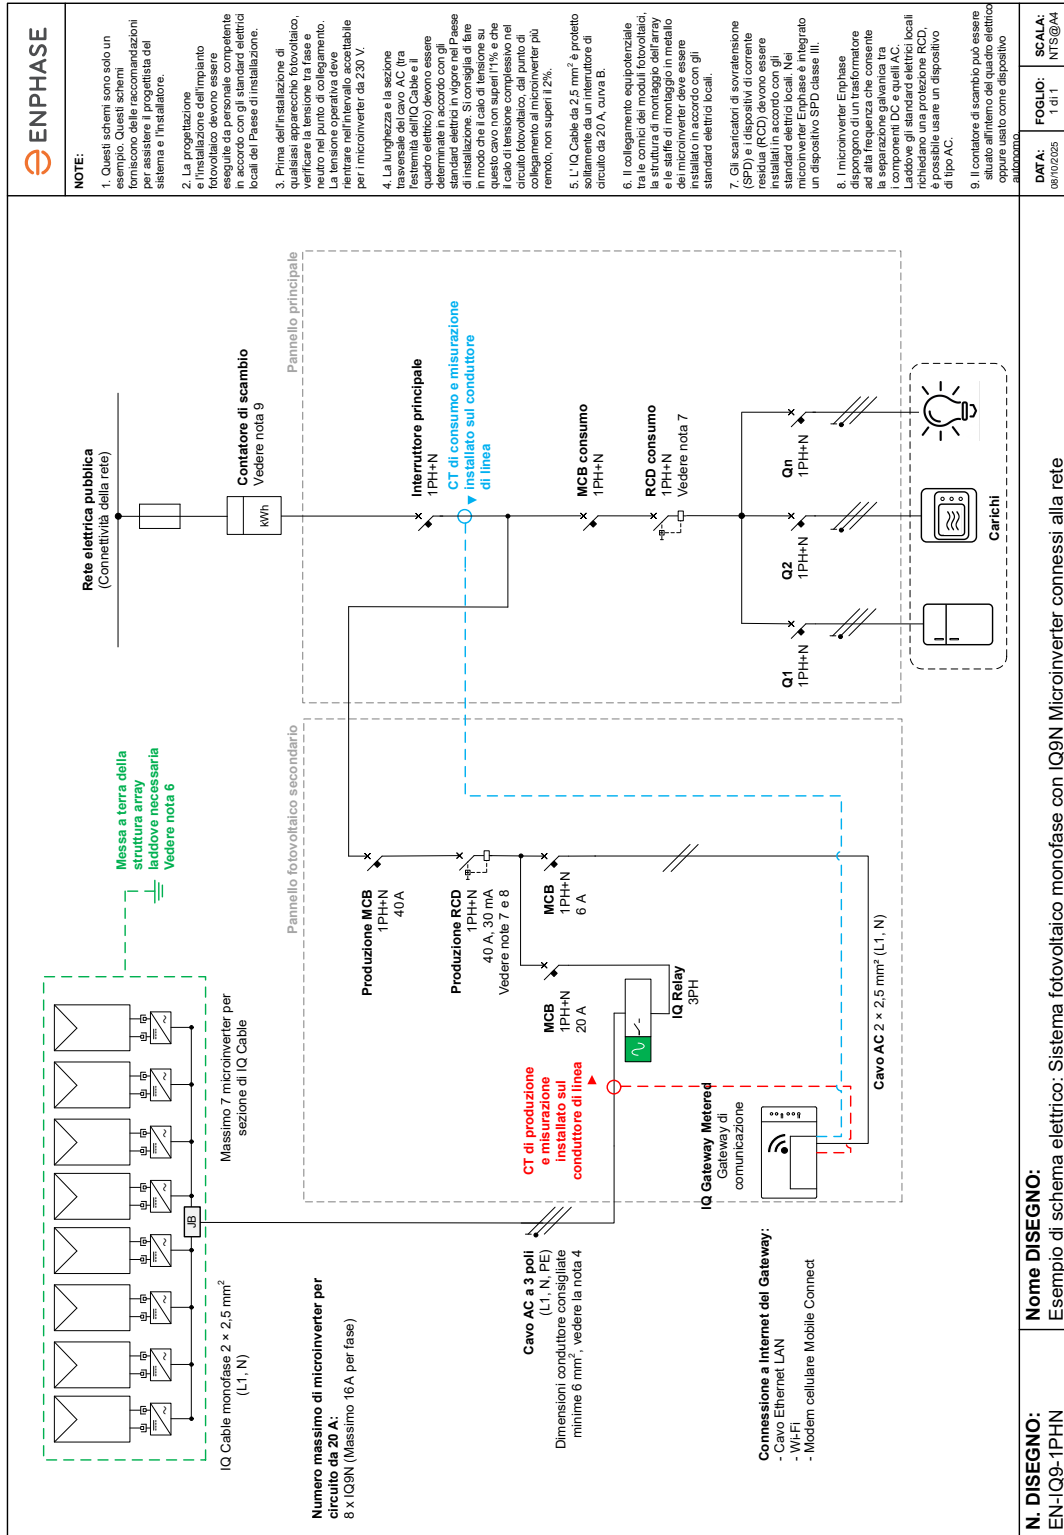 ENPHASE
NOTE:
1. Questi schemi sono solo un
esempio. Questi schemi
forniscono delle raccomandazioni
per assistere il progettista del
sistema e l'installatore.
2. La progettazione
e l'installazione dell'impianto
fotovoltaico devono essere
eseguite da personale competente
in accordo con gli standard elettrici
locali del Paese di installazione.
3. Prima dell'installazione di
qualsiasi apparecchio fotovoltaico,
verificare la tensione tra fase e
neutro nel punto di collegamento.
La tensione operativa deve
rientrare nell'intervallo accettabile
per i microinverter da 230 V.
4. La lunghezza e la sezione
trasversale del cavo AC (tra
l'estremità dell'IQ Cable e il
quadro elettrico) devono essere
determinate in accordo con gli
standard elettrici in vigore nel Paese
di installazione. Si consiglia di fare
in modo che il calo di tensione su
questo cavo non superi l'1% e che
il calo di tensione complessivo nel
circuito fotovoltaico, dal punto di
collegamento al microinverter più
remoto, non superi il 2%.
5. L'IQ Cable da 2,5 mm² è protetto
solitamente da un interruttore di
circuito da 20 A, curva B.
6. Il collegamento equipotenziale
tra le cornici dei moduli fotovoltaici,
la struttura di montaggio dell'array
e le staffe di montaggio in metallo
dei microinverter deve essere
installato in accordo con gli
standard elettrici locali.
7. Gli scaricatori di sovratensione
(SPD) e i dispositivi di corrente
residua (RCD) devono essere
installati in accordo con gli
standard elettrici locali. Nei
microinverter Enphase è integrato
un dispositivo SPD classe III.
8. I microinverter Enphase
dispongono di un trasformatore
ad alta frequenza che consente
la separazione galvanica tra
i componenti DC e quelli AC.
Laddove gli standard elettrici locali
richiedano una protezione RCD,
è possibile usare un dispositivo
di tipo AC.
9. Il contatore di scambio può essere
situato all'interno del quadro elettrico
oppure usato come dispositivo
autonomo.
Rete elettrica pubblica
(Connettività della rete)
Contatore di scambio
Vedere nota 9
kWh
Pannello principale
Interruttore principale
1PH+N
CT di consumo e misurazione
installato sul conduttore
di linea
MCB consumo
1PH+N
RCD consumo
1PH+N
Vedere nota 7
Q1
1PH+N
Q2
1PH+N
Qn
1PH+N
Carichi
Messa a terra della
struttura array
laddove necessaria
Vedere nota 6
Pannello fotovoltaico secondario
Produzione MCB
1PH+N
40 A
Produzione RCD
1PH+N
40 A, 30 mA
Vedere note 7 e 8
MCB
1PH+N
20 A
MCB
1PH+N
6 A
IQ Relay
3PH
CT di produzione
e misurazione
installato sul
conduttore di linea
IQ Gateway Metered
Gateway di
comunicazione
Cavo AC 2 × 2,5 mm² (L1, N)
Massimo 7 microinverter per
sezione di IQ Cable
JB
IQ Cable monofase 2 × 2,5 mm²
(L1, N)
Numero massimo di microinverter per
circuito da 20 A:
8 x IQ9N (Massimo 16 A per fase)
Cavo AC a 3 poli
(L1, N, PE)
Dimensioni conduttore consigliate
minime 6 mm², vedere la nota 4
Connessione a Internet del Gateway:
- Cavo Ethernet LAN
- Wi-Fi
- Modem cellulare Mobile Connect
N. DISEGNO:
EN-IQ9-1PHN
Nome DISEGNO:
Esempio di schema elettrico: Sistema fotovoltaico monofase con IQ9N Microinverter connessi alla rete
DATA:
08/10/2025
FOGLIO:
1 di 1
SCALA:
NTS@A4